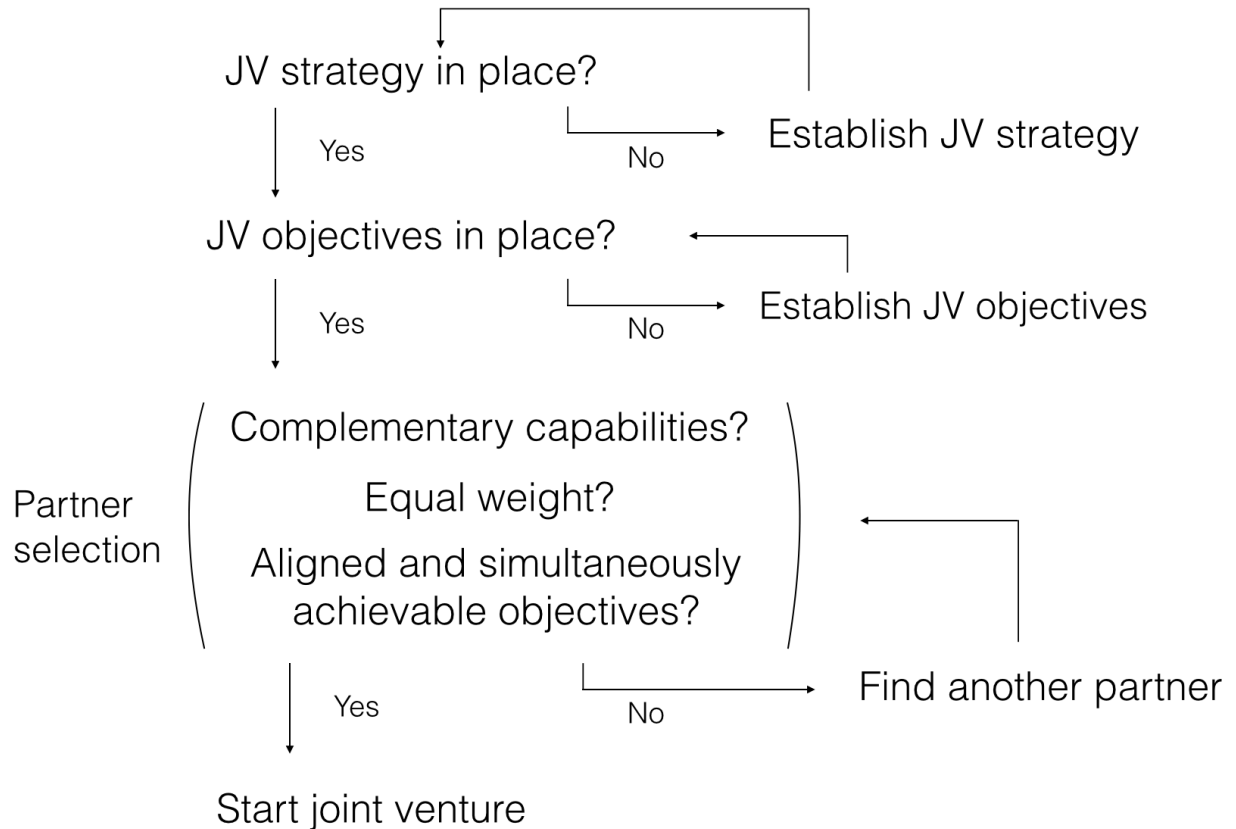 JV strategy in place?
Establish JV strategy
Yes
No
JV objectives in place?
Establish JV objectives
Yes
No
Partner
selection
Complementary capabilities?
Equal weight?
Aligned and simultaneously
achievable objectives?
Find another partner
Yes
No
Start joint venture